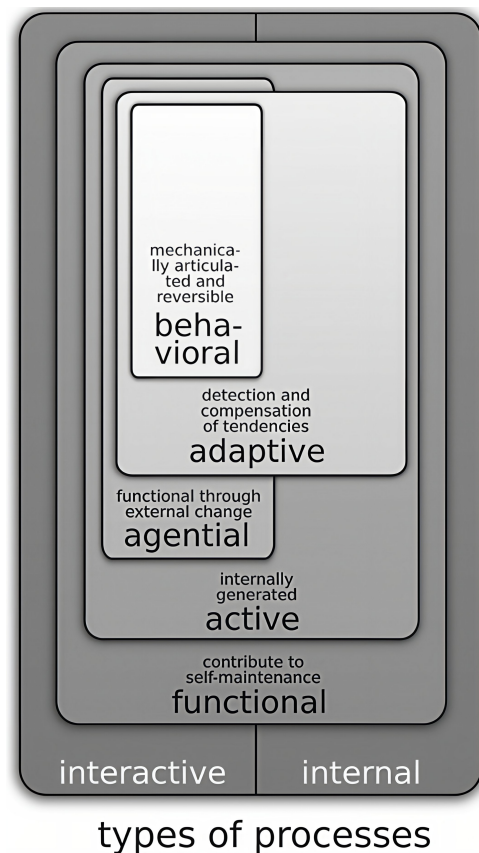 mechanica-
lly articula-
ted and
reversible
beha-
vioral
detection and
compensation
of tendencies
adaptive
functional through
external change
agential
internally
generated
active
contribute to
self-maintenance
functional
interactive
internal
types of processes